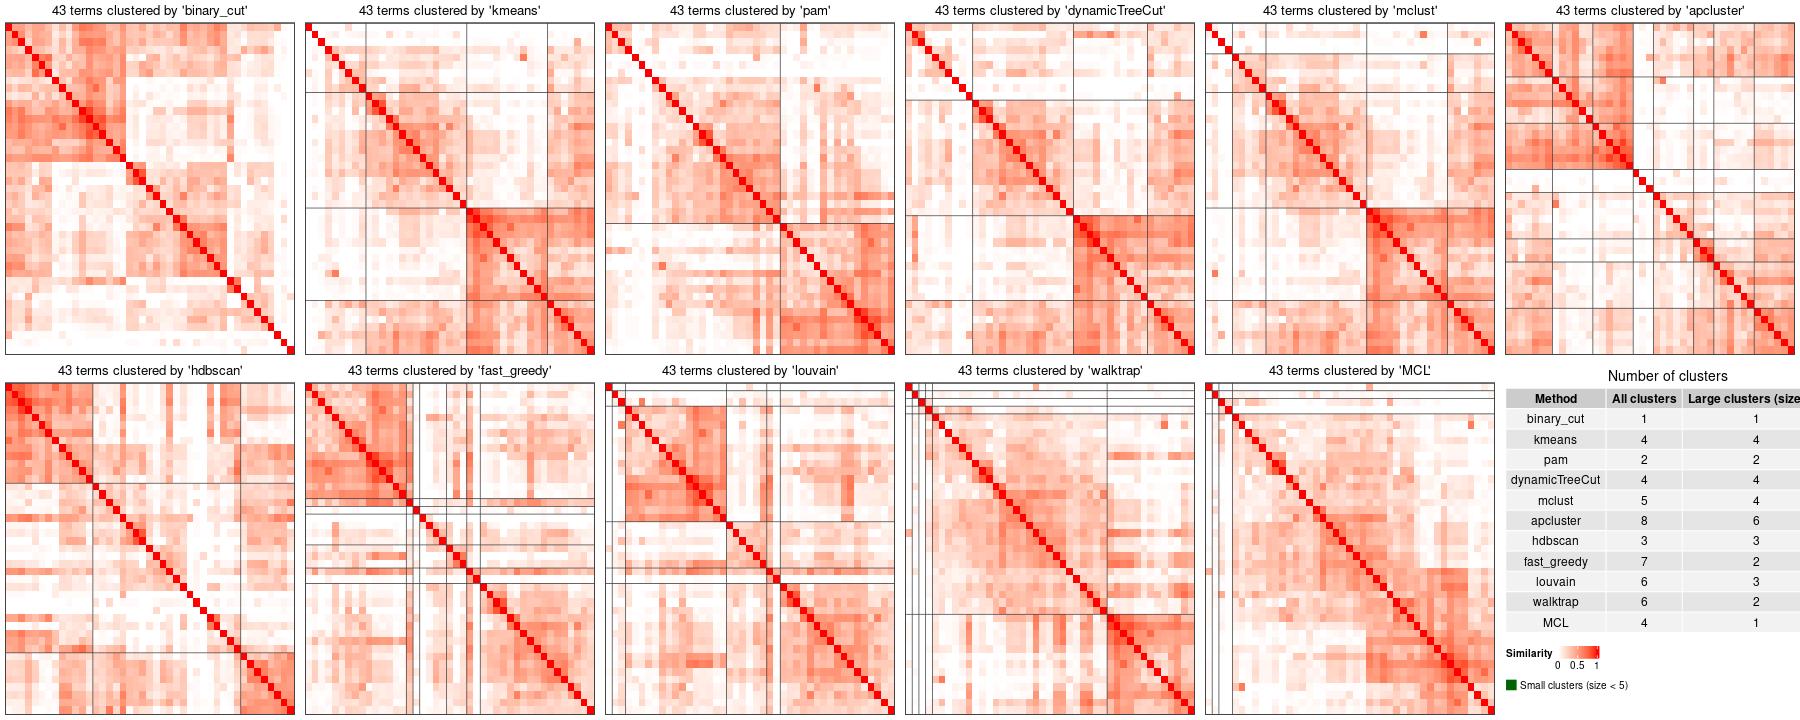 43 terms clustered by 'binary_cut'
43 terms clustered by 'kmeans'
43 terms clustered by 'pam'
43 terms clustered by 'dynamicTreeCut'
43 terms clustered by 'mclust'
43 terms clustered by 'apcluster'
43 terms clustered by 'hdbscan'
43 terms clustered by 'fast_greedy'
43 terms clustered by 'louvain'
43 terms clustered by 'walktrap'
43 terms clustered by 'MCL'
Number of clusters
Method All clusters Large clusters (size
binary_cut 1 1
kmeans 4 4
pam 2 2
dynamicTreeCut 4 4
mclust 5 4
apcluster 8 6
hdbscan 3 3
fast_greedy 7 2
louvain 6 3
walktrap 6 2
MCL 4 1
Similarity
0 0.5 1
Small clusters (size < 5)